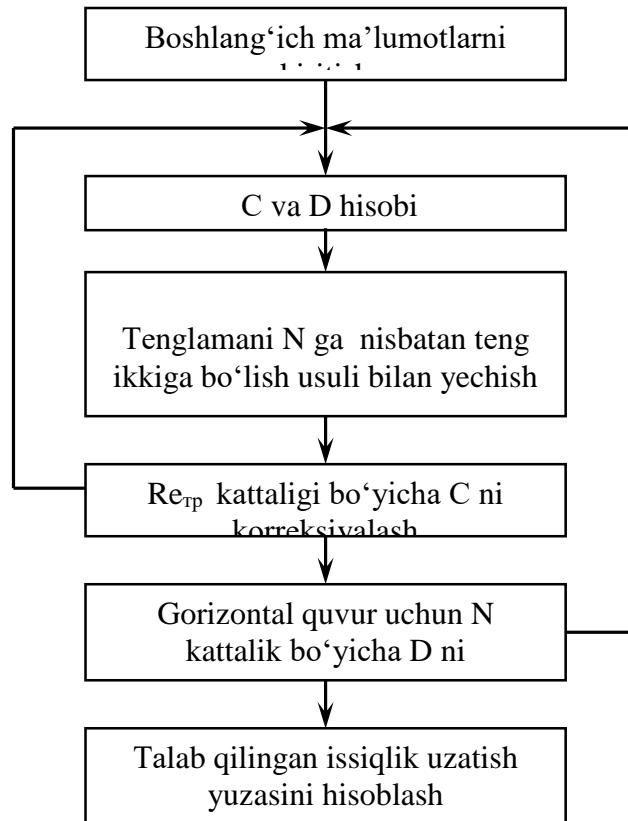 Boshlang‘ich ma’lumotlarni
C va D hisobi
Tenglamani N ga nisbatan teng
ikkiga bo‘lish usuli bilan yechish
Reтр kattaligi bo‘yicha C ni
Gorizontal quvur uchun N
kattalik bo‘yicha D ni
Talab qilingan issiqlik uzatish
yuzasini hisoblash